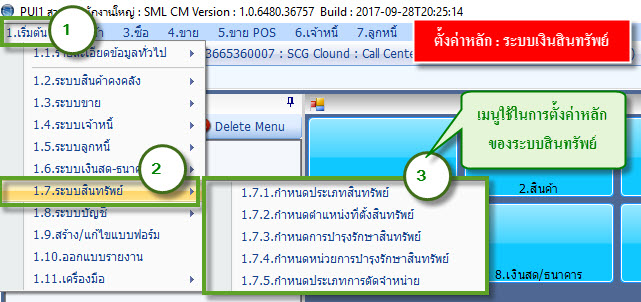 PUI1 สา นักงานใหญ่ : SML CM Version : 1.0.6480.36757 Build : 2017-09-28T20:25:14
1.เริ่มต้น 3.ซื้อ 4.ขาย 5.ขาย POS 6.เจ้าหนี้ 7.ลูกหนี้
1
ตั้งค่าหลัก : ระบบเงินสินทรัพย์
1.1.รายละเอียดข้อมูลทั่วไป
3665360007 : SCG Clound : Call Cente
1.2.ระบบสินค้าคงคลัง
1.3.ระบบขาย
1.4.ระบบเจ้าหนี้
Delete Menu
1.5.ระบบลูกหนี้
1.6.ระบบเงินสด-ธนา
2
1.7.ระบบสินทรัพย์
1.8.ระบบบัญชี
1.9.สร้าง/แก้ไขแบบฟอร์ม
1.10.ออกแบบรายงาน
1.11.เครื่องมือ
เมนูใช้ในการตั้งค่าหลัก
ของระบบสินทรัพย์
3
1.7.1.กำหนดประเภทสินทรัพย์
1.7.2.กำหนดตำแหน่งที่ตั้งสินทรัพย์
1.7.3.กำหนดการบำรุงรักษาสินทรัพย์
1.7.4.กำหนดหน่วยการบำรุงรักษาสินทรัพย์
1.7.5.กำหนดประเภทการตัดจำหน่าย
2.สินค้า
8.เงินสด/ธนาคาร